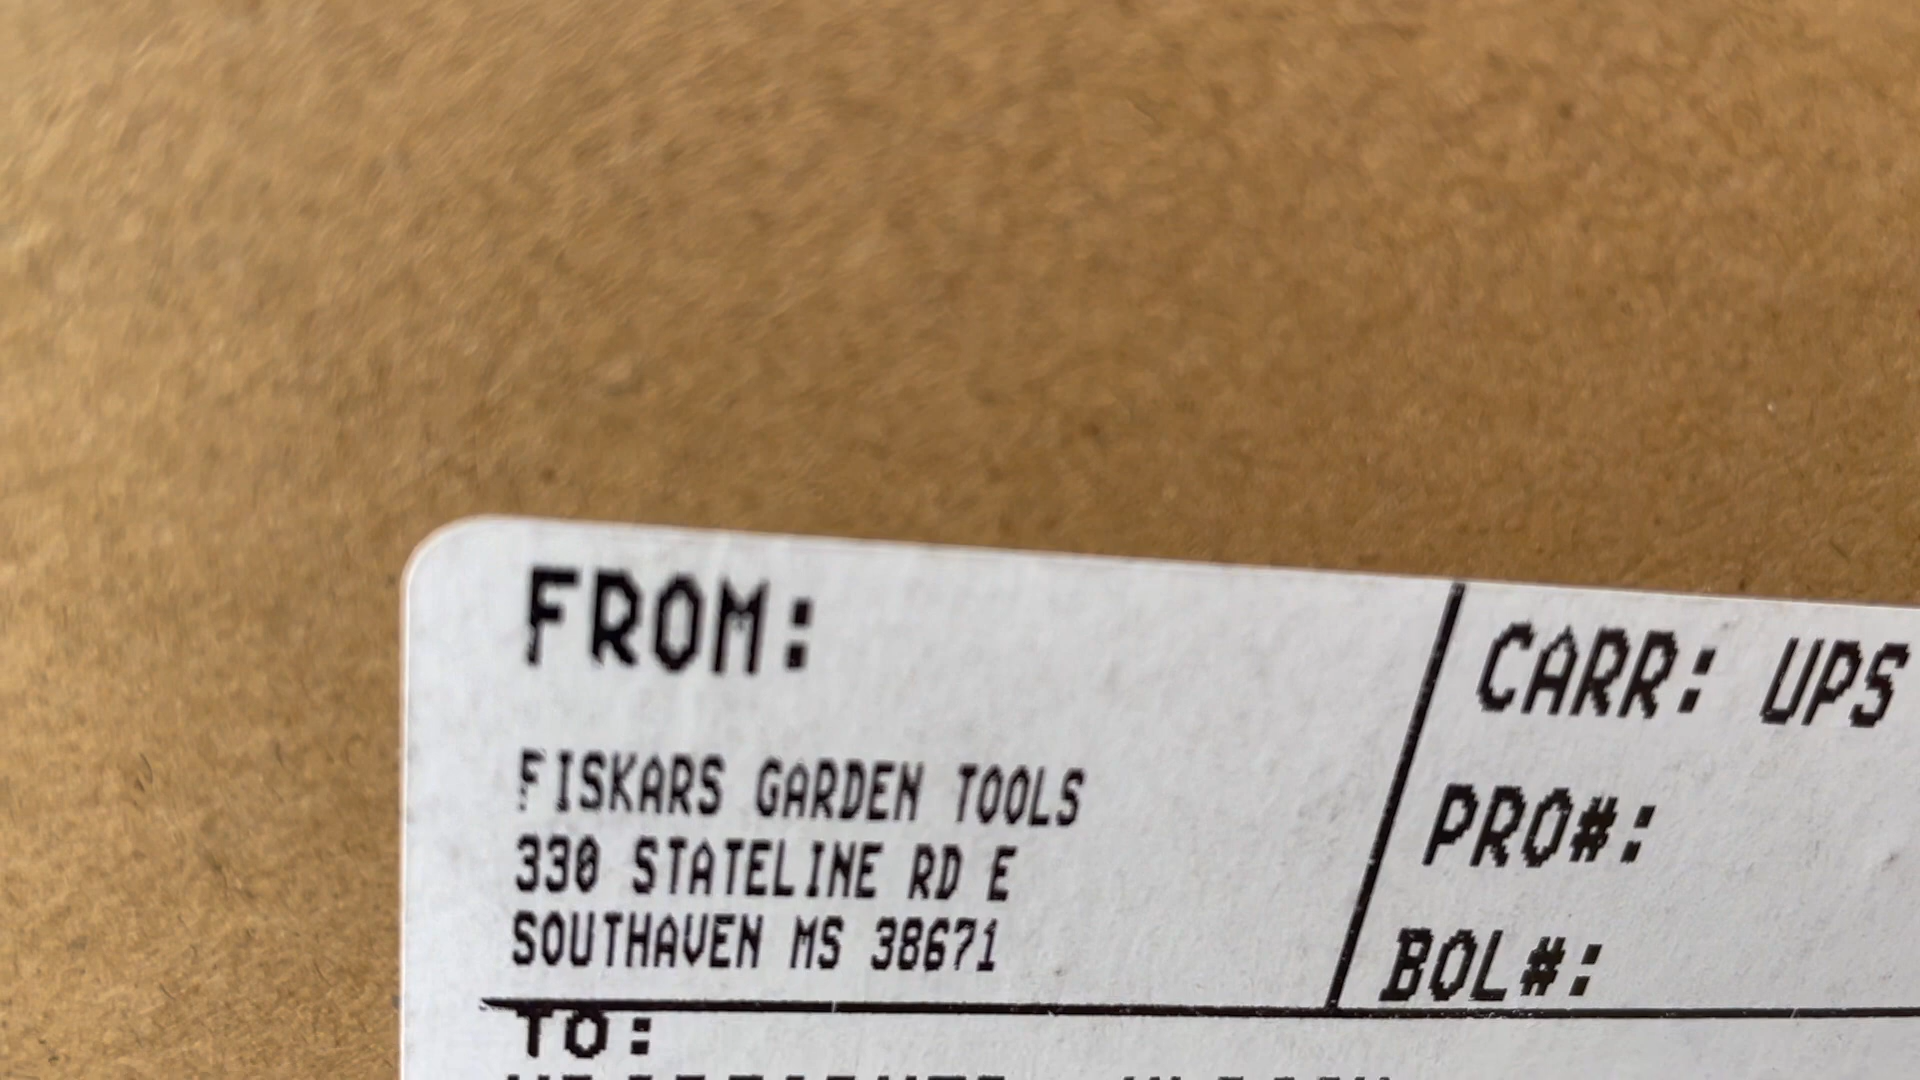 FROM:
FISKARS GARDEN TOOLS
330 STATELINE RD E
SOUTHAVEN MS 38671
CARR: UPS
PRO#:
BOL#:
TO: